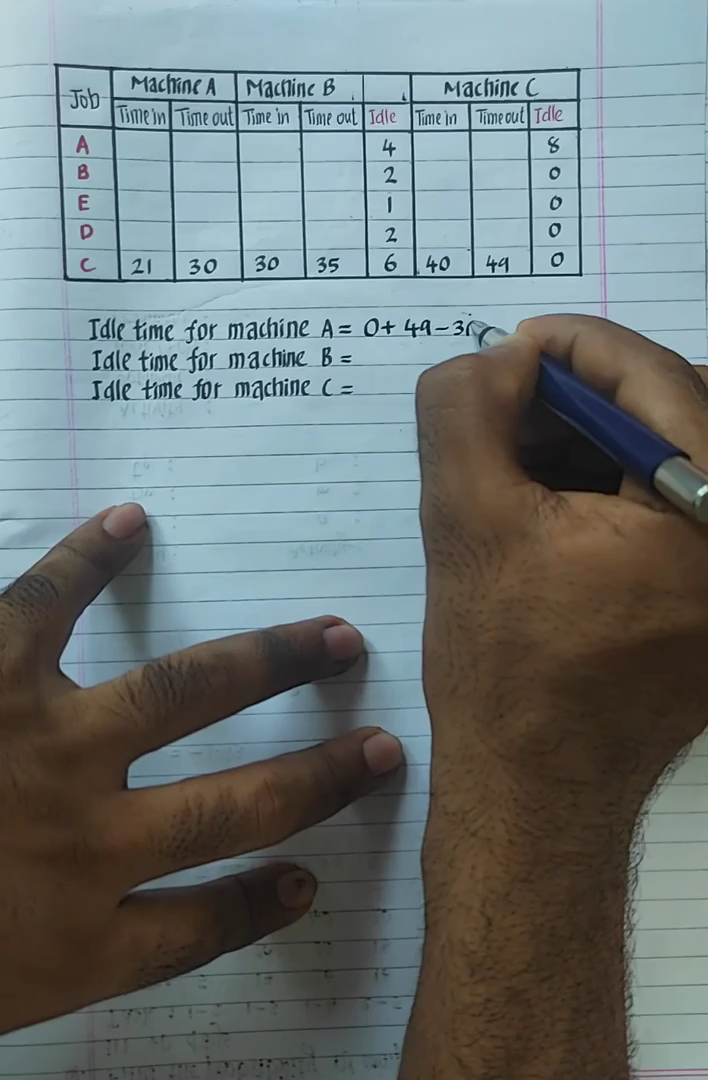 Job Machine A Machine B Machine C
Time in Time out Time in Time out Idle Time in Time out Idle
A 4 8
B 2 0
E 1 0
D 2 0
C 21 30 30 35 6 40 49 0
Idle time for machine A = 0 + 49 - 30
Idle time for machine B =
Idle time for machine C =